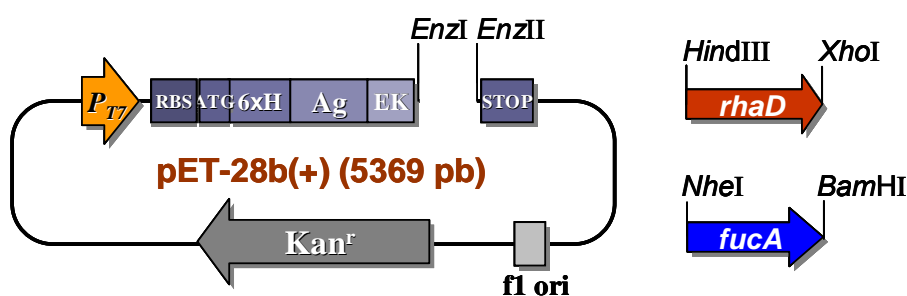 EnzI EnzII
P T7 RBS ATG 6xH Ag EK STOP
pET-28b(+) (5369 pb)
Kanr
f1 ori
HindIII XhoI
rhaD
NheI BamHI
fucA